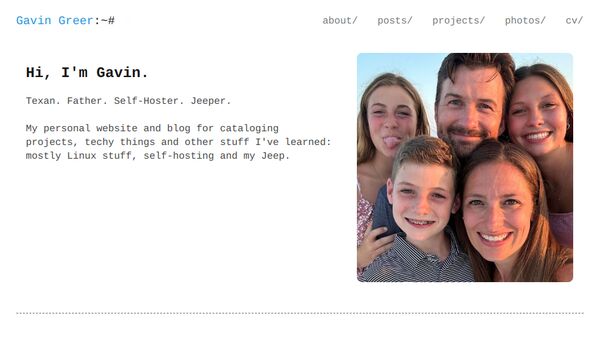 Gavin Greer:~# about/ posts/ projects/ photos/ cv/
Hi, I'm Gavin.
Texan. Father. Self-Hoster. Jeeper.
My personal website and blog for cataloging
projects, techy things and other stuff I've learned:
mostly Linux stuff, self-hosting and my Jeep.